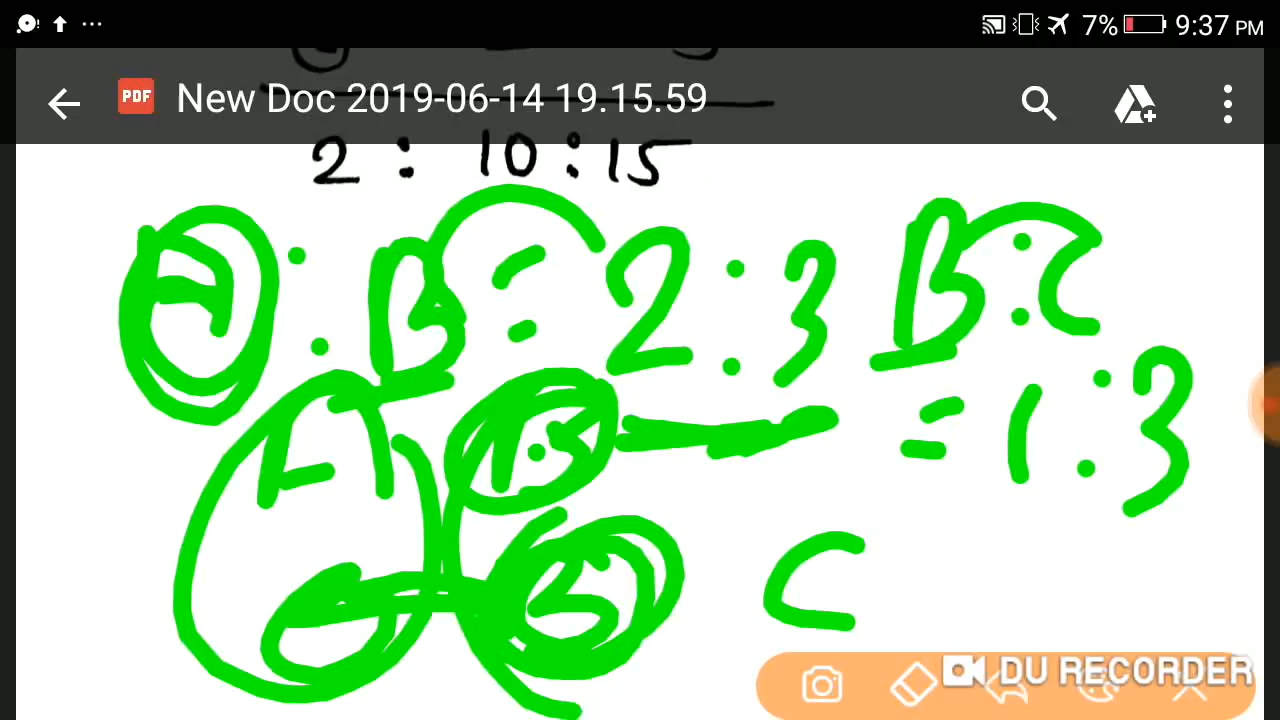 7% 9:37 PM
PDF New Doc 2019-06-14 19.15.59
2 : 10 : 15
: B = 2 : 3 B : C
= 1 : 3
C
DU RECORDER